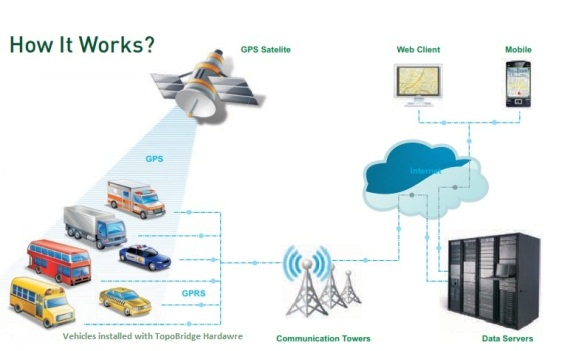 How It Works?
GPS Satelite
Web Client
Mobile
GPS
Internet
GPRS
Vehicles installed with TopoBridge Hardawre
Communication Towers
Data Servers